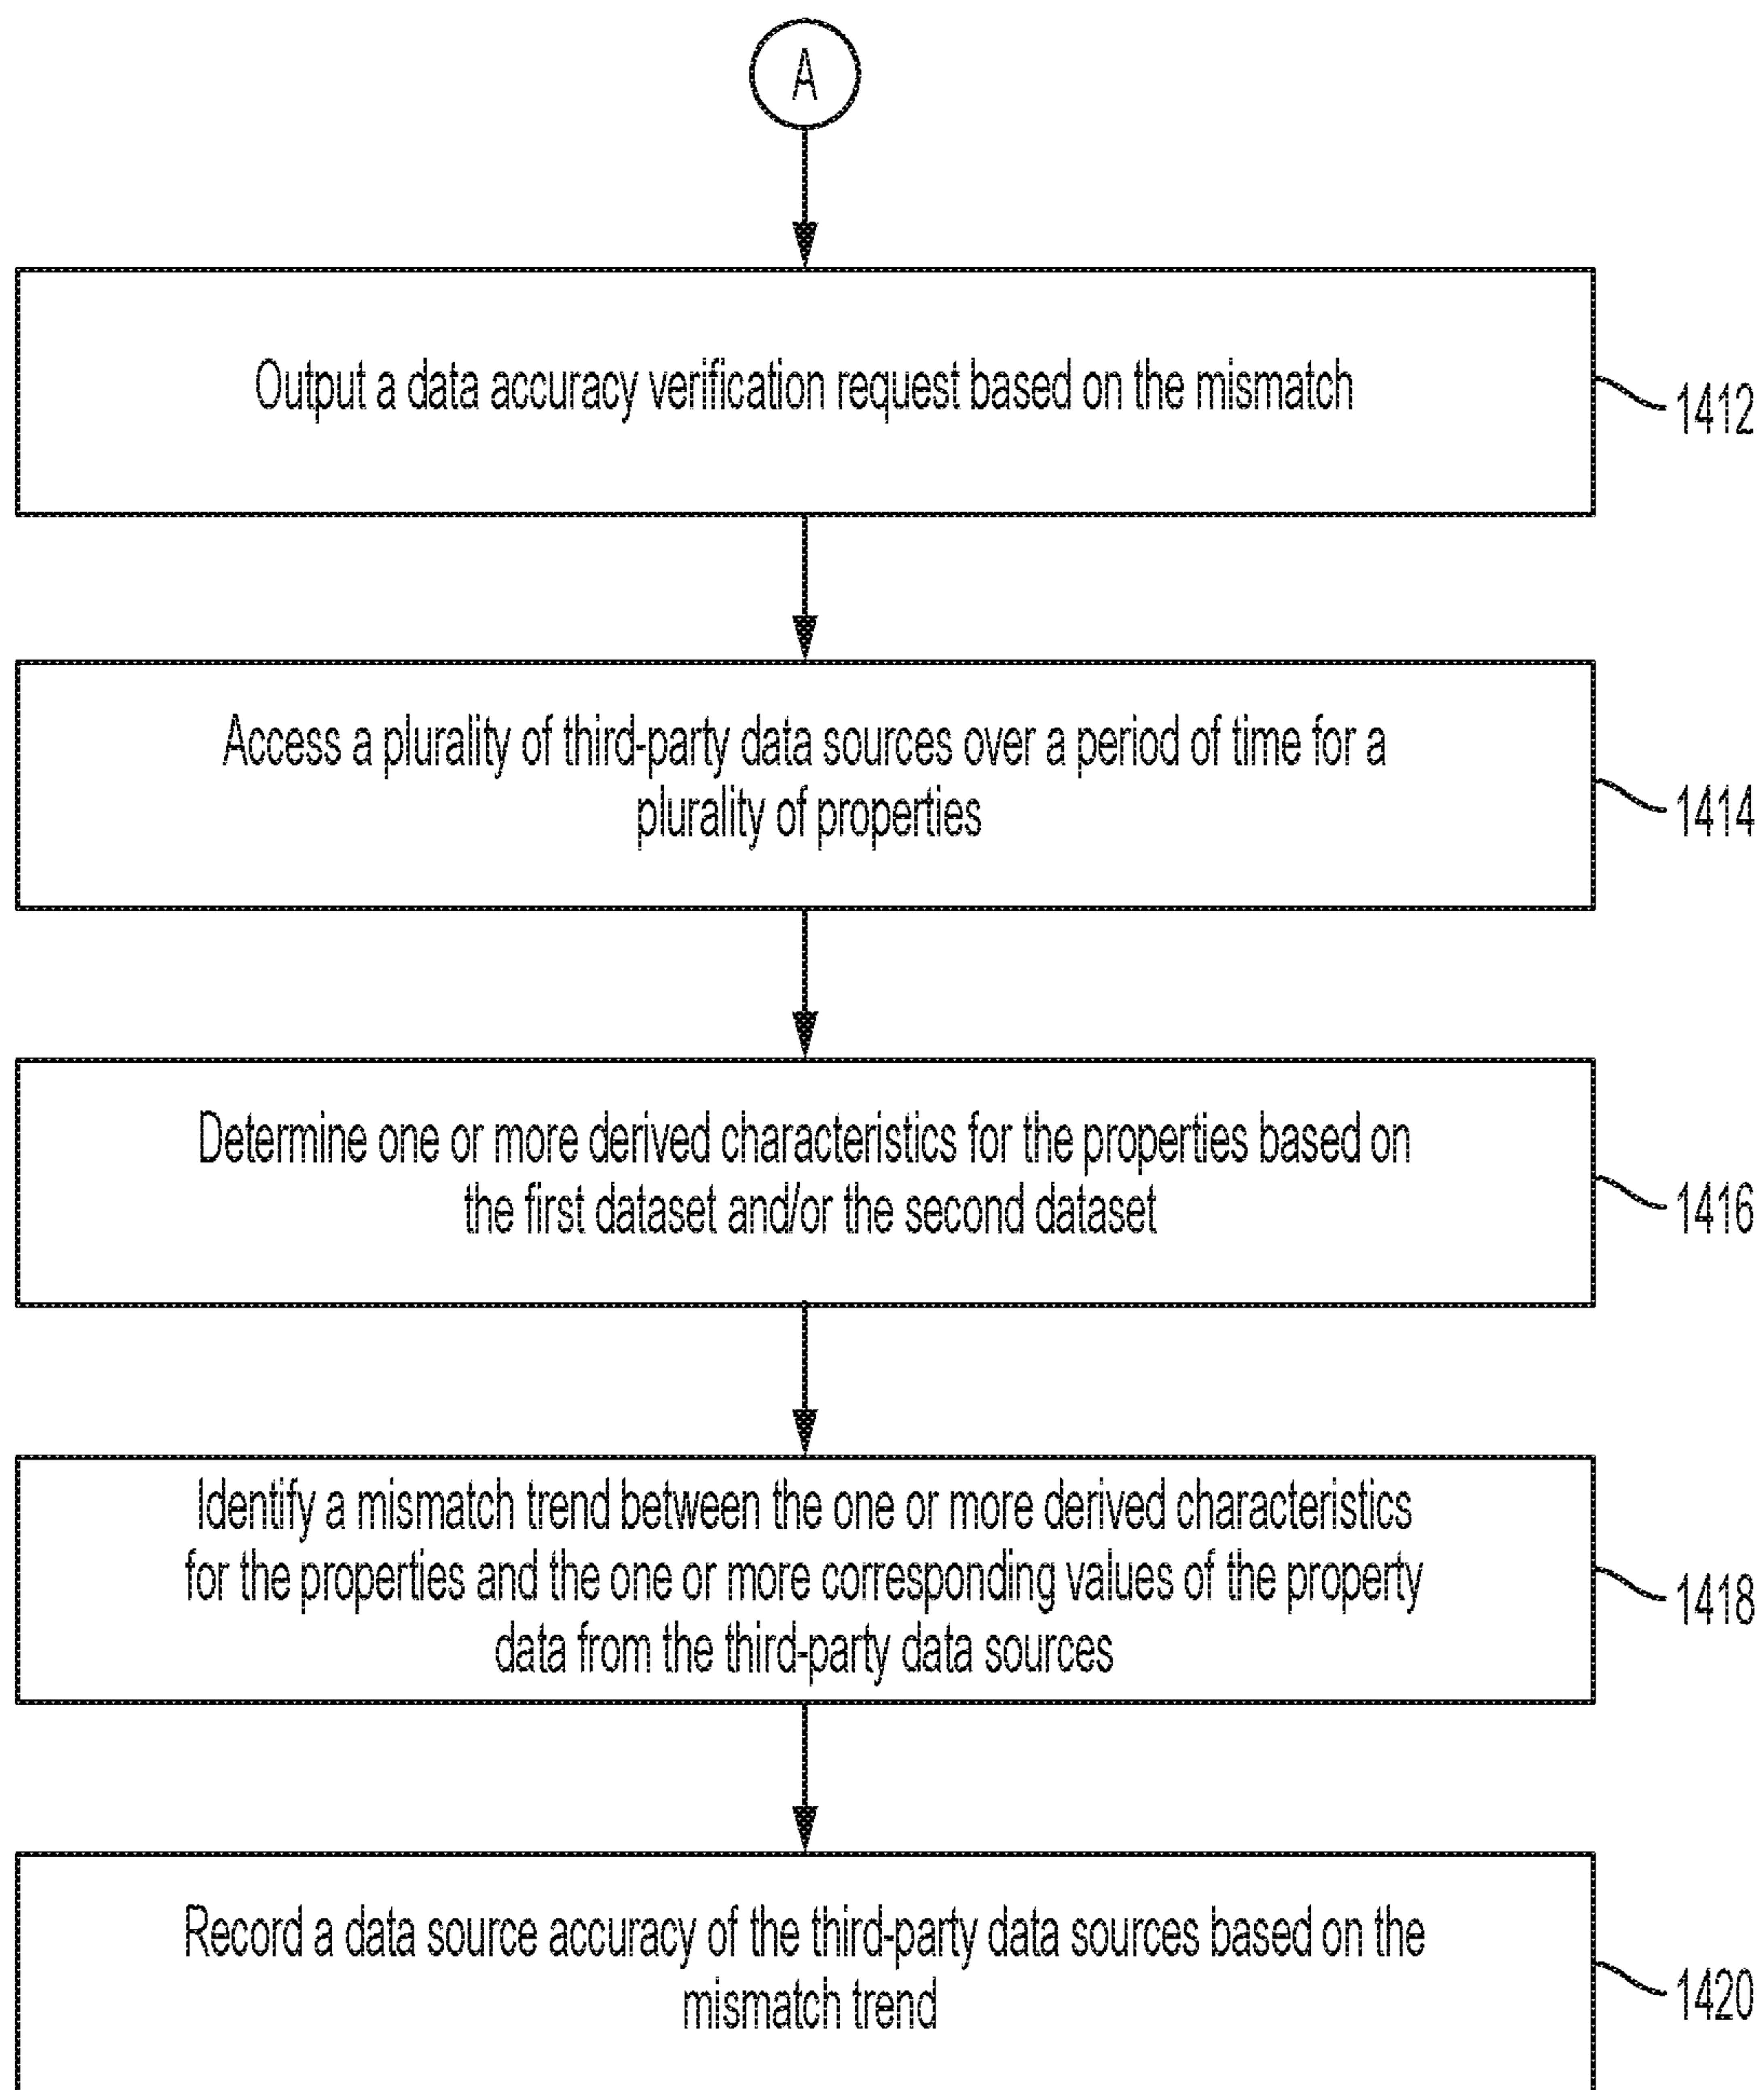 A
Output a data accuracy verification request based on the mismatch
1412
Access a plurality of third-party data sources over a period of time for a
plurality of properties
1414
Determine one or more derived characteristics for the properties based on
the first dataset and/or the second dataset
1416
Identify a mismatch trend between the one or more derived characteristics
for the properties and the one or more corresponding values of the property
data from the third-party data sources
1418
Record a data source accuracy of the third-party data sources based on the
mismatch trend
1420